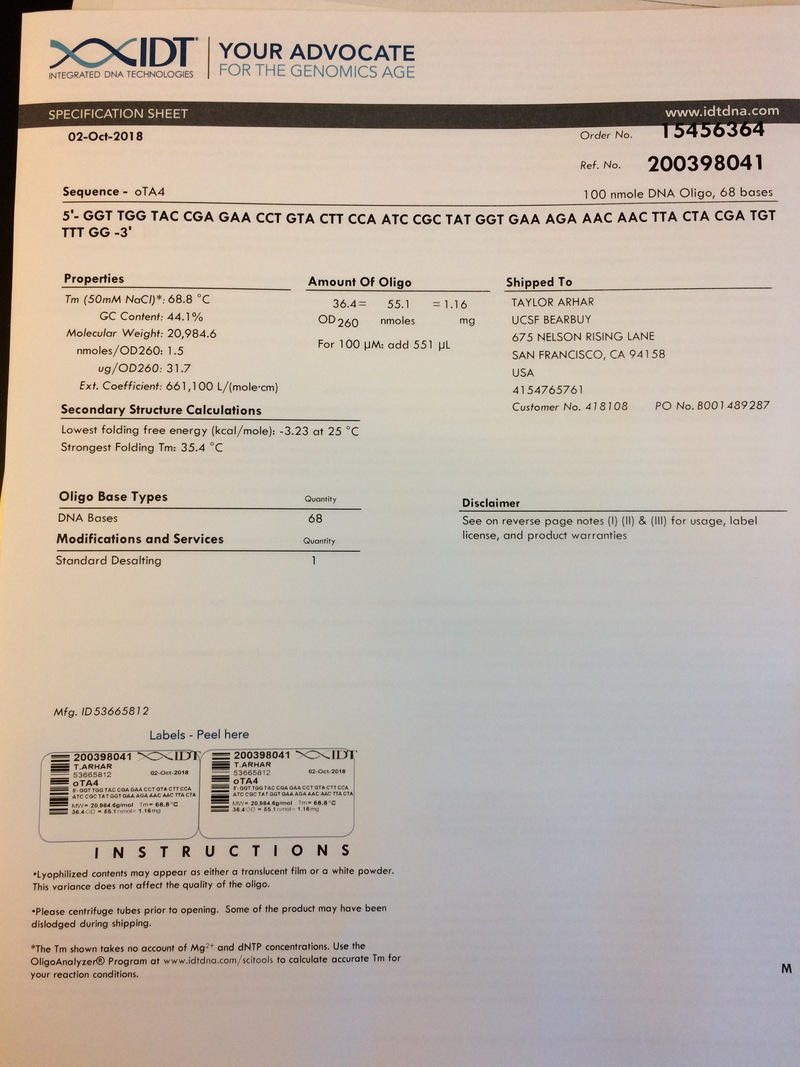 IDT
INTEGRATED DNA TECHNOLOGIES
YOUR ADVOCATE
FOR THE GENOMICS AGE
SPECIFICATION SHEET
www.idtdna.com
02-Oct-2018
Order No. 15456364
Ref. No. 200398041
Sequence - oTA4
100 nmole DNA Oligo, 68 bases
5'- GGT TGG TAC CGA GAA CCT GTA CTT CCA ATC CGC TAT GGT GAA AGA AAC AAC TTA CTA CGA TGT
TTT GG -3'
Properties
Tm (50mM NaCl)*: 68.8 °C
GC Content: 44.1%
Molecular Weight: 20,984.6
nmoles/OD260: 1.5
ug/OD260: 31.7
Ext. Coefficient: 661,100 L/(mole·cm)
Secondary Structure Calculations
Lowest folding free energy (kcal/mole): -3.23 at 25 °C
Strongest Folding Tm: 35.4 °C
Amount Of Oligo
36.4 = 55.1 = 1.16
OD260 nmoles mg
For 100 µM: add 551 µL
Shipped To
TAYLOR ARHAR
UCSF BEARBUY
675 NELSON RISING LANE
SAN FRANCISCO, CA 94158
USA
4154765761
Customer No. 418108 PO No. B001489287
Oligo Base Types Quantity
DNA Bases 68
Modifications and Services Quantity
Standard Desalting 1
Disclaimer
See on reverse page notes (I) (II) & (III) for usage, label
license, and product warranties
Mfg. ID 53665812
Labels - Peel here
200398041 IDT
T.ARHAR
53665812 02-Oct-2018
oTA4
5'-GGT TGG TAC CGA GAA CCT GTA CTT CCA
ATC CGC TAT GGT GAA AGA AAC AAC TTA CTA
MW= 20,984.6g/mol Tm= 68.8°C
36.4OD = 55.1nmol= 1.16mg
200398041 IDT
T.ARHAR
53665812 02-Oct-2018
oTA4
5'-GGT TGG TAC CGA GAA CCT GTA CTT CCA
ATC CGC TAT GGT GAA AGA AAC AAC TTA CTA
MW= 20,984.6g/mol Tm= 68.8°C
36.4OD = 55.1nmol= 1.16mg
INSTRUCTIONS
•Lyophilized contents may appear as either a translucent film or a white powder.
This variance does not affect the quality of the oligo.
•Please centrifuge tubes prior to opening. Some of the product may have been
dislodged during shipping.
*The Tm shown takes no account of Mg2+ and dNTP concentrations. Use the
OligoAnalyzer® Program at www.idtdna.com/scitools to calculate accurate Tm for
your reaction conditions.
M